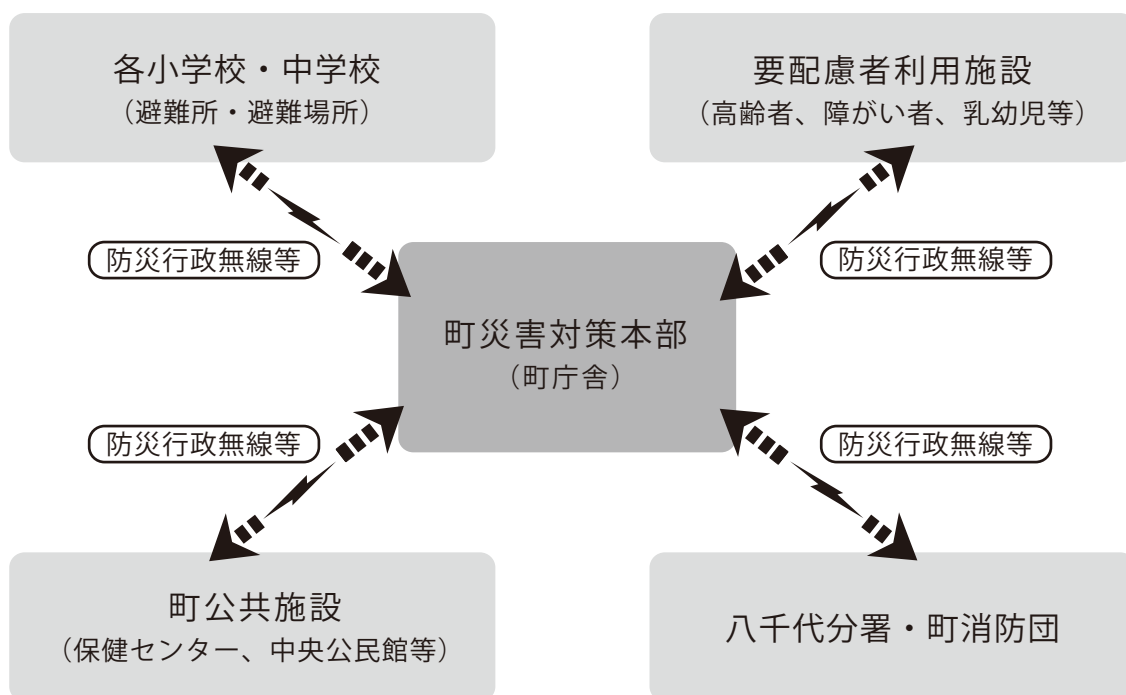 各小学校・中学校
（避難所・避難場所）
要配慮者利用施設
（高齢者、障がい者、乳幼児等）
防災行政無線等
防災行政無線等
町災害対策本部
（町庁舎）
防災行政無線等
防災行政無線等
町公共施設
（保健センター、中央公民館等）
八千代分署・町消防団